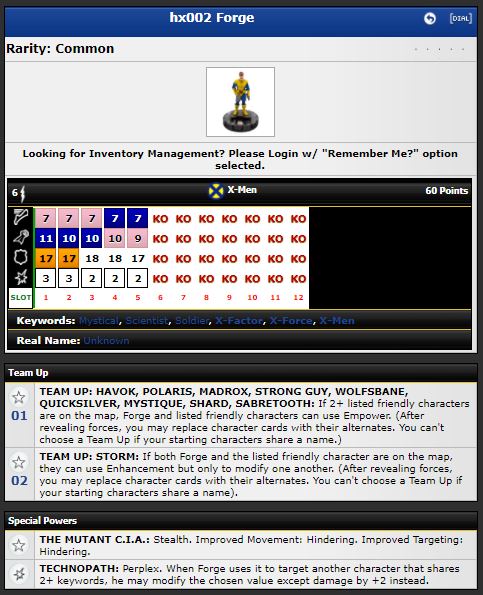 hx002 Forge
[DIAL]
Rarity: Common
Looking for Inventory Management? Please Login w/ "Remember Me?" option
selected.
6 X-Men 60 Points
7 7 7 7 7 KO KO KO KO KO KO KO
11 10 10 10 9 KO KO KO KO KO KO KO
17 17 18 18 17 KO KO KO KO KO KO KO
3 3 2 2 2 KO KO KO KO KO KO KO
SLOT 1 2 3 4 5 6 7 8 9 10 11 12
Keywords: Mystical, Scientist, Soldier, X-Factor, X-Force, X-Men
Real Name: Unknown
Team Up
TEAM UP: HAVOK, POLARIS, MADROX, STRONG GUY, WOLFSBANE,
01 QUICKSILVER, MYSTIQUE, SHARD, SABRETOOTH: If 2+ listed friendly characters
are on the map, Forge and listed friendly characters can use Empower. (After
revealing forces, you may replace character cards with their alternates. You can't
choose a Team Up if your starting characters share a name.)
TEAM UP: STORM: If both Forge and the listed friendly character are on the map,
02 they can use Enhancement but only to modify one another. (After revealing forces,
you may replace character cards with their alternates. You can't choose a Team Up if
your starting characters share a name).
Special Powers
THE MUTANT C.I.A.: Stealth. Improved Movement: Hindering. Improved Targeting:
Hindering.
TECHNOPATH: Perplex. When Forge uses it to target another character that shares
2+ keywords, he may modify the chosen value except damage by +2 instead.